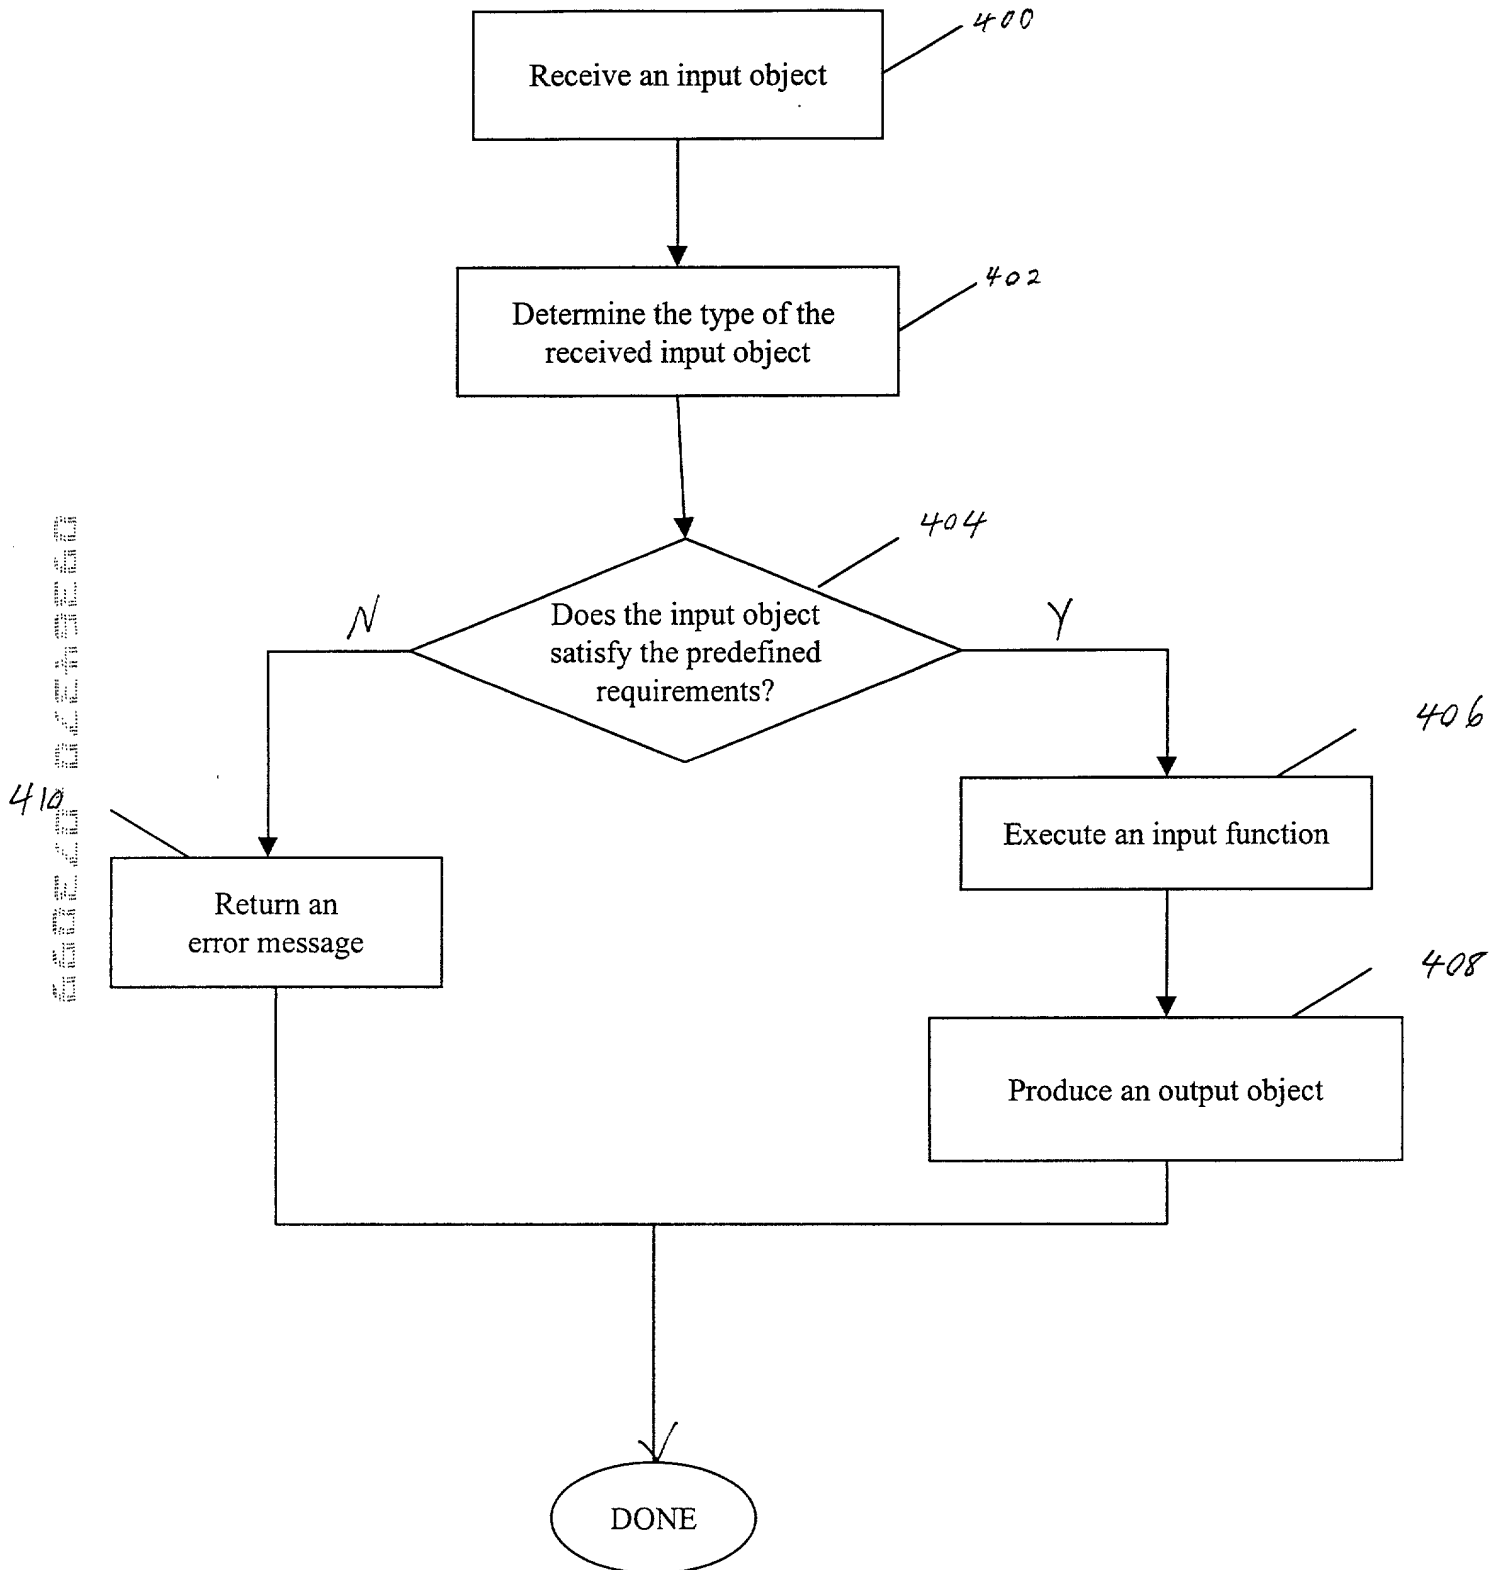 400
Receive an input object
402
Determine the type of the
received input object
404
N
Does the input object
satisfy the predefined
requirements?
Y
406
410
Execute an input function
Return an
error message
408
Produce an output object
DONE